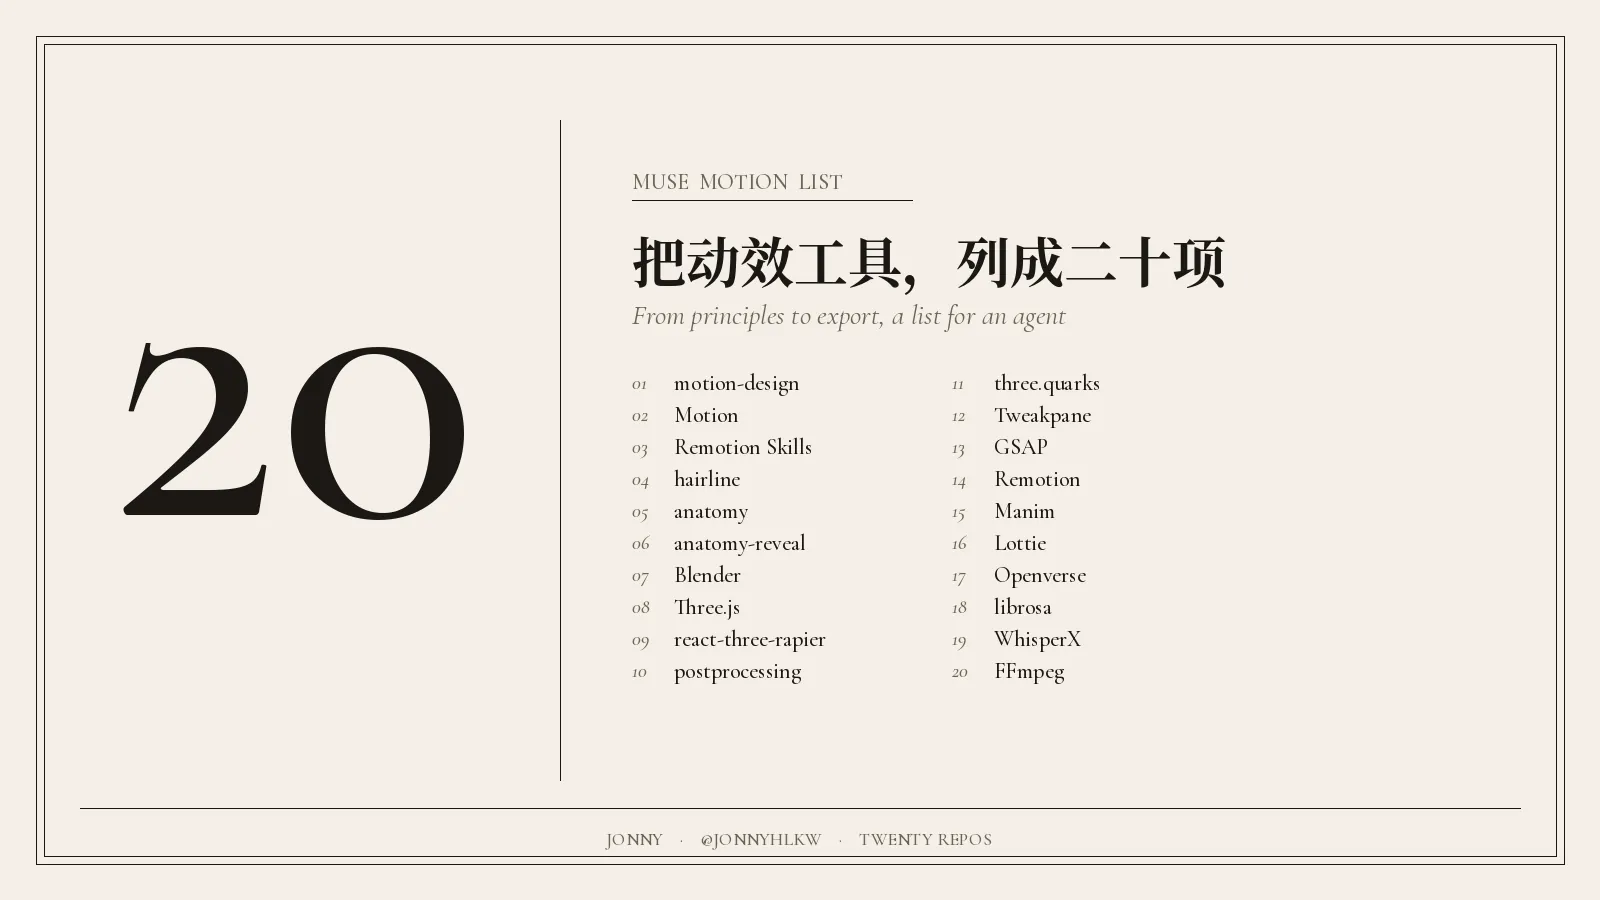 20
MUSE MOTION LIST
把动效工具，列成二十项
From principles to export, a list for an agent
01 motion-design
02 Motion
03 Remotion Skills
04 hairline
05 anatomy
06 anatomy-reveal
07 Blender
08 Three.js
09 react-three-rapier
10 postprocessing
11 three.quarks
12 Tweakpane
13 GSAP
14 Remotion
15 Manim
16 Lottie
17 Openverse
18 librosa
19 WhisperX
20 FFmpeg
JONNY · @JONNYHLKW · TWENTY REPOS